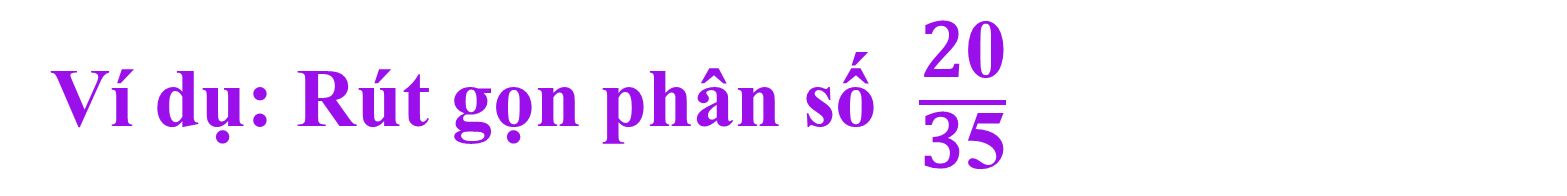 Ví dụ: Rút gọn phân số 20/35